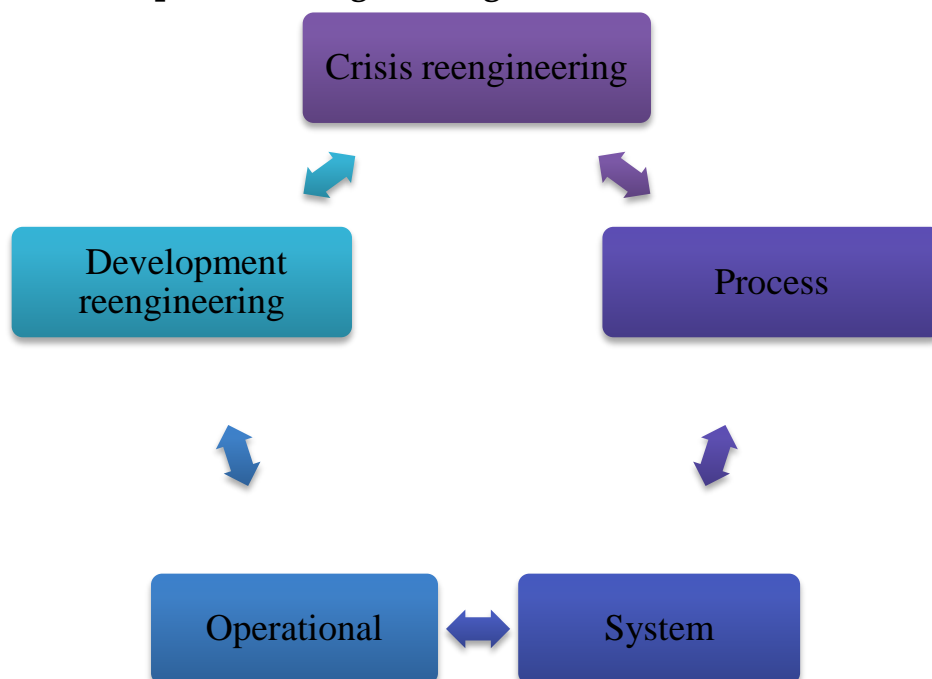 Crisis reengineering
Development
reengineering
Process
Operational
System